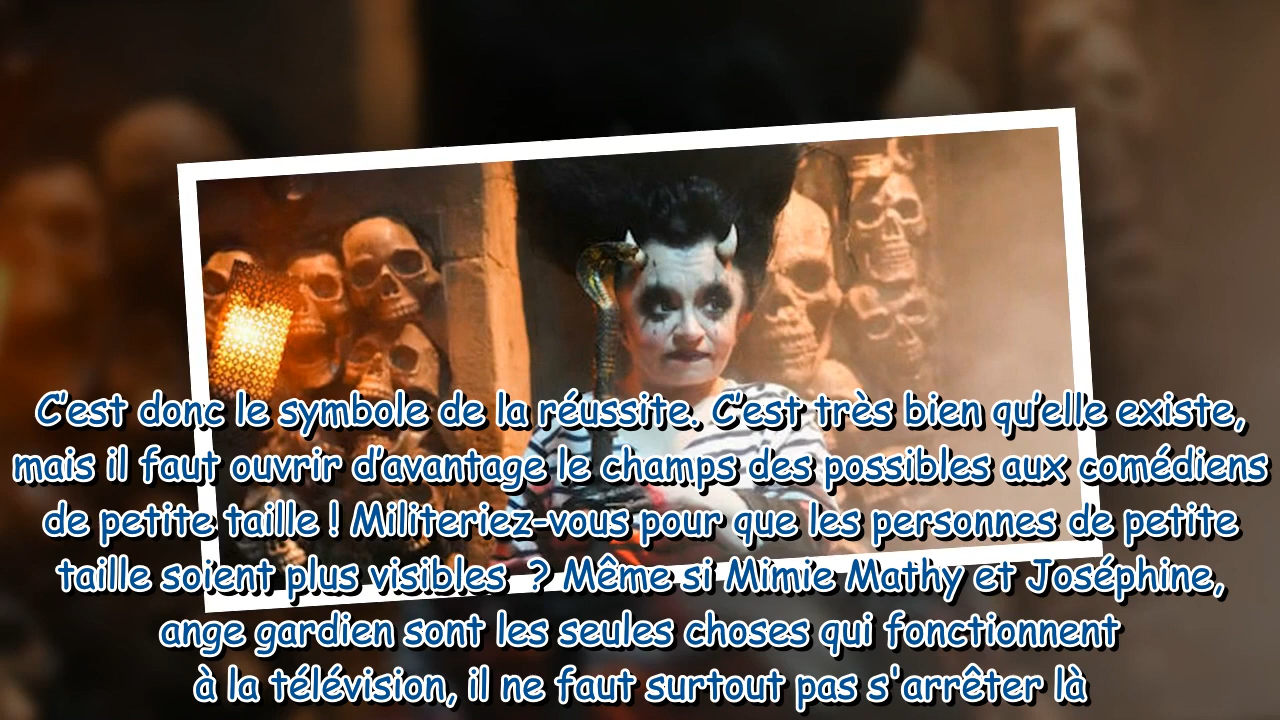 C'est donc le symbole de la réussite. C'est très bien qu'elle existe,
mais il faut ouvrir d'avantage le champs des possibles aux comédiens
de petite taille ! Militeriez-vous pour que les personnes de petite
taille soient plus visibles  ? Même si Mimie Mathy et Joséphine,
ange gardien sont les seules choses qui fonctionnent
à la télévision, il ne faut surtout pas s'arrêter là